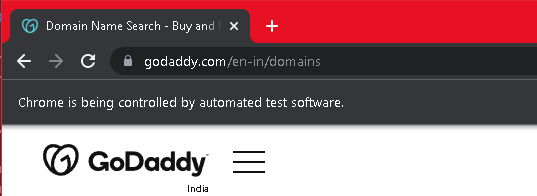 Domain Name Search - Buy and
godaddy.com/en-in/domains
Chrome is being controlled by automated test software.
GoDaddy
India